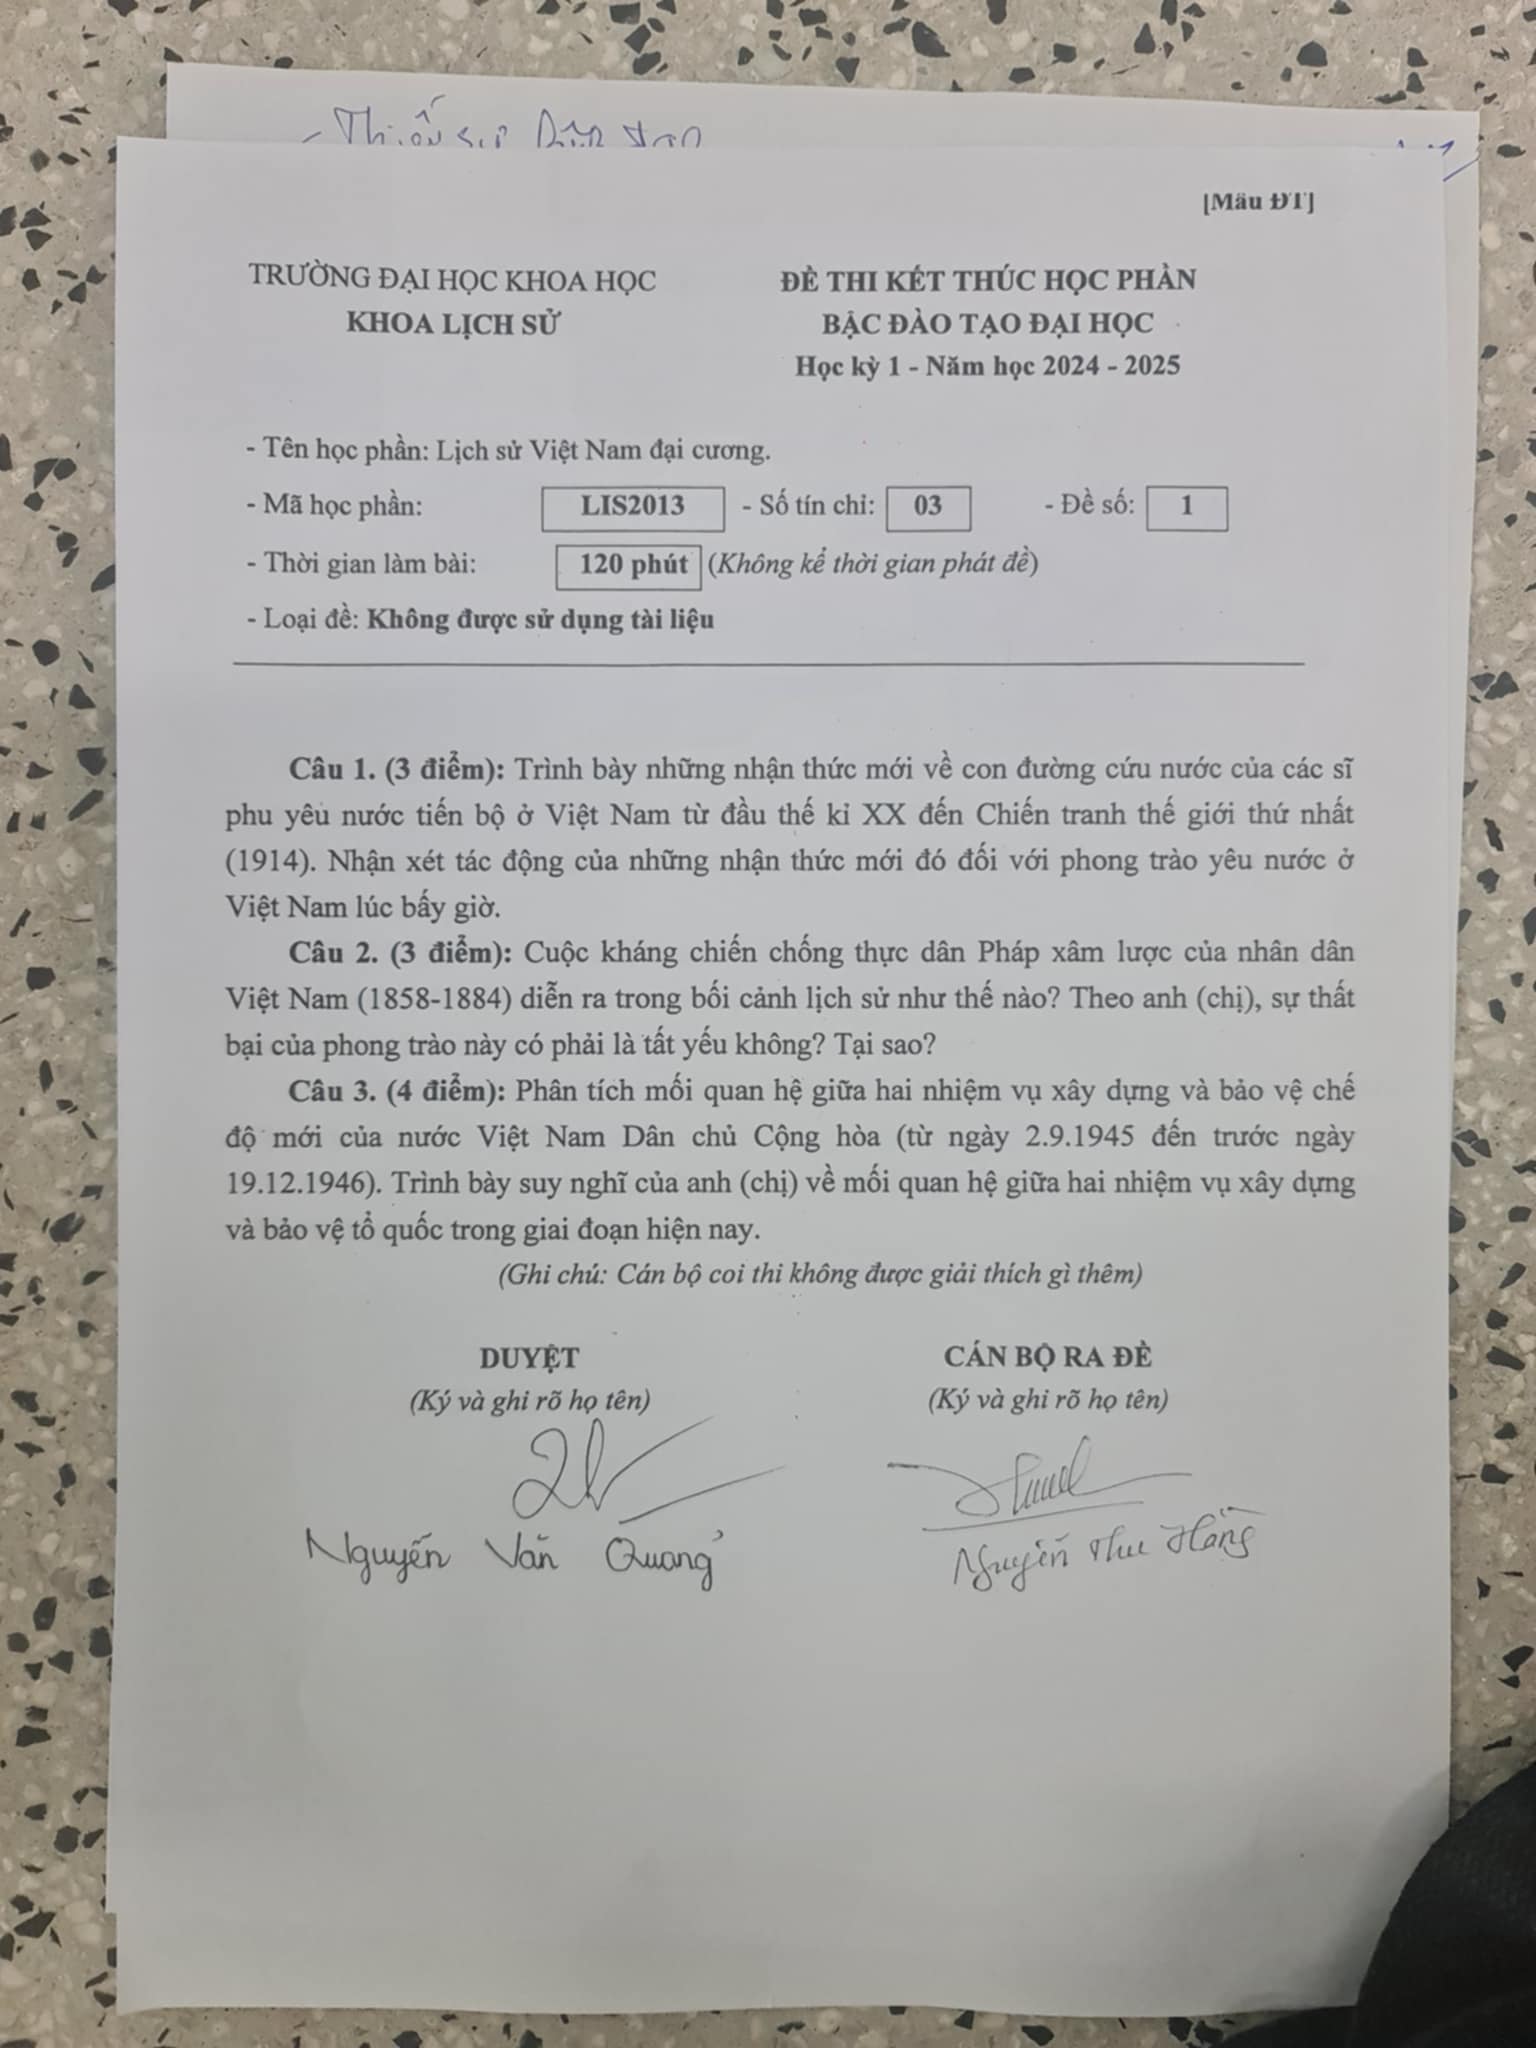 - Thiếu sự
[Mẫu ĐT]
TRƯỜNG ĐẠI HỌC KHOA HỌC
KHOA LỊCH SỬ
ĐỀ THI KẾT THÚC HỌC PHẦN
BẬC ĐÀO TẠO ĐẠI HỌC
Học kỳ 1 - Năm học 2024 - 2025
- Tên học phần: Lịch sử Việt Nam đại cương.
- Mã học phần: LIS2013 - Số tín chỉ: 03 - Đề số: 1
- Thời gian làm bài: 120 phút (Không kể thời gian phát đề)
- Loại đề: Không được sử dụng tài liệu
Câu 1. (3 điểm): Trình bày những nhận thức mới về con đường cứu nước của các sĩ
phu yêu nước tiến bộ ở Việt Nam từ đầu thế kỉ XX đến Chiến tranh thế giới thứ nhất
(1914). Nhận xét tác động của những nhận thức mới đó đối với phong trào yêu nước ở
Việt Nam lúc bấy giờ.
Câu 2. (3 điểm): Cuộc kháng chiến chống thực dân Pháp xâm lược của nhân dân
Việt Nam (1858-1884) diễn ra trong bối cảnh lịch sử như thế nào? Theo anh (chị), sự thất
bại của phong trào này có phải là tất yếu không? Tại sao?
Câu 3. (4 điểm): Phân tích mối quan hệ giữa hai nhiệm vụ xây dựng và bảo vệ chế
độ mới của nước Việt Nam Dân chủ Cộng hòa (từ ngày 2.9.1945 đến trước ngày
19.12.1946). Trình bày suy nghĩ của anh (chị) về mối quan hệ giữa hai nhiệm vụ xây dựng
và bảo vệ tổ quốc trong giai đoạn hiện nay.
(Ghi chú: Cán bộ coi thi không được giải thích gì thêm)
DUYỆT
(Ký và ghi rõ họ tên)
Nguyễn Văn Quảng
CÁN BỘ RA ĐỀ
(Ký và ghi rõ họ tên)
Nguyễn Thu Hằng